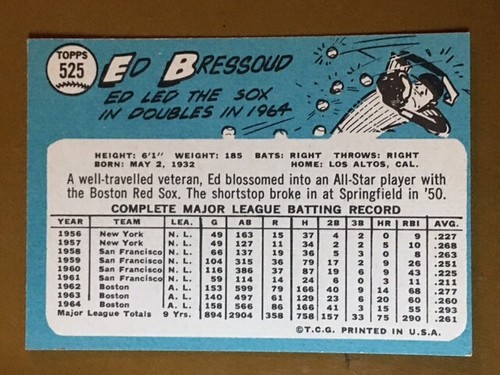 TOPPS
525
ED BRESSOUD
ED LED THE SOX
IN DOUBLES IN 1964
HEIGHT: 6'1" WEIGHT: 185 BATS: RIGHT THROWS: RIGHT
BORN: MAY 2, 1932 HOME: LOS ALTOS, CAL.
A well-travelled veteran, Ed blossomed into an All-Star player with
the Boston Red Sox. The shortstop broke in at Springfield in '50.
COMPLETE MAJOR LEAGUE BATTING RECORD
YEAR TEAM LEA. G AB R H 2B 3B HR RBI AVG.
1956 New York N. L. 49 163 15 37 4 2 0 9 .227
1957 New York N. L. 49 127 11 34 2 2 5 10 .268
1958 San Francisco N. L. 66 137 19 36 5 3 0 8 .263
1959 San Francisco N. L. 104 315 36 79 17 2 9 26 .251
1960 San Francisco N. L. 116 386 37 87 19 6 9 43 .225
1961 San Francisco N. L. 59 114 14 24 6 0 3 11 .211
1962 Boston A. L. 153 599 79 166 40 9 14 68 .277
1963 Boston A. L. 140 497 61 129 23 6 20 60 .260
1964 Boston A. L. 158 566 86 166 41 3 15 55 .293
Major League Totals 9 Yrs. 894 2904 358 758 157 33 75 290 .261
©T.C.G. PRINTED IN U.S.A.